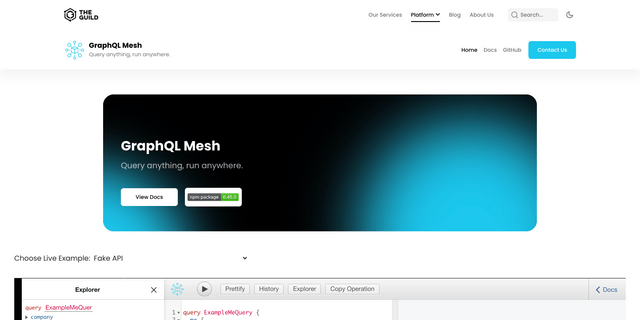 THE GUILD
Our Services Platform Blog About Us Search...
GraphQL Mesh
Query anything, run anywhere.
Home Docs GitHub Contact Us
GraphQL Mesh
Query anything, run anywhere.
View Docs npm package 6.45.0
Choose Live Example: Fake API
Explorer Prettify History Explorer Copy Operation Docs
query ExampleMeQuer
company
1 query ExampleMeQuery {
me {